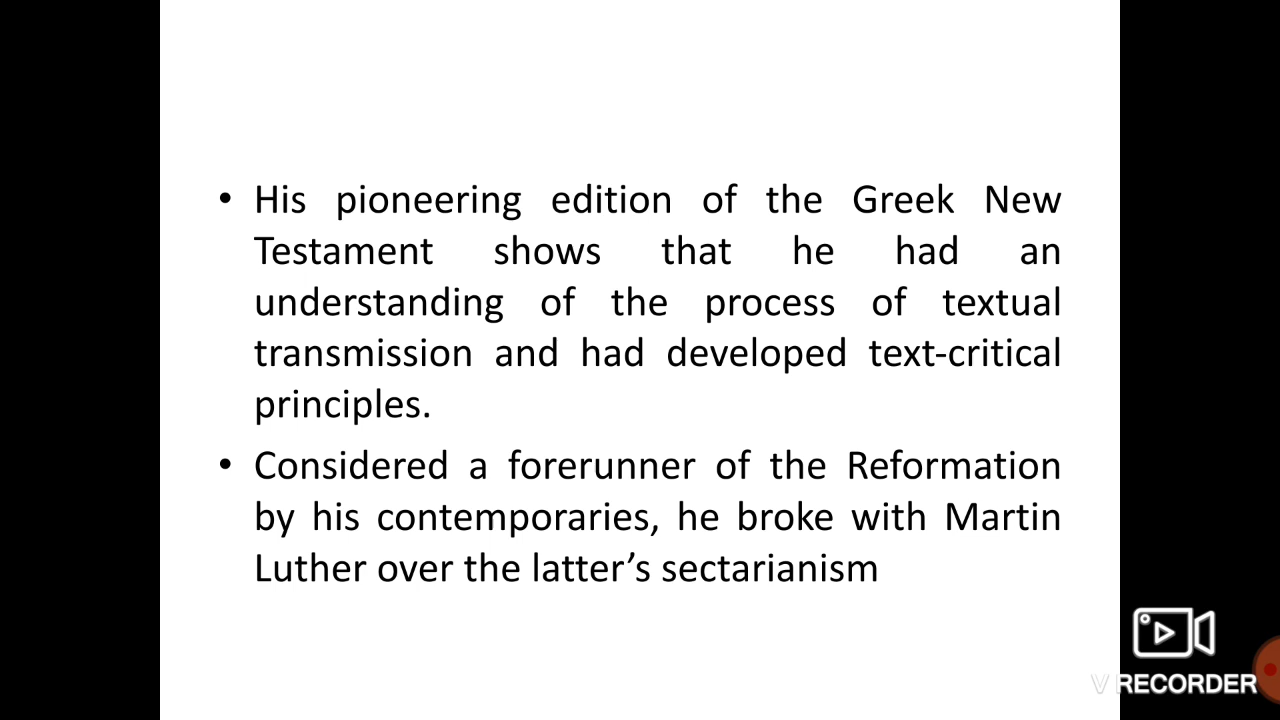 • His pioneering edition of the Greek New
Testament shows that he had an
understanding of the process of textual
transmission and had developed text-critical
principles.
• Considered a forerunner of the Reformation
by his contemporaries, he broke with Martin
Luther over the latter’s sectarianism
V RECORDER